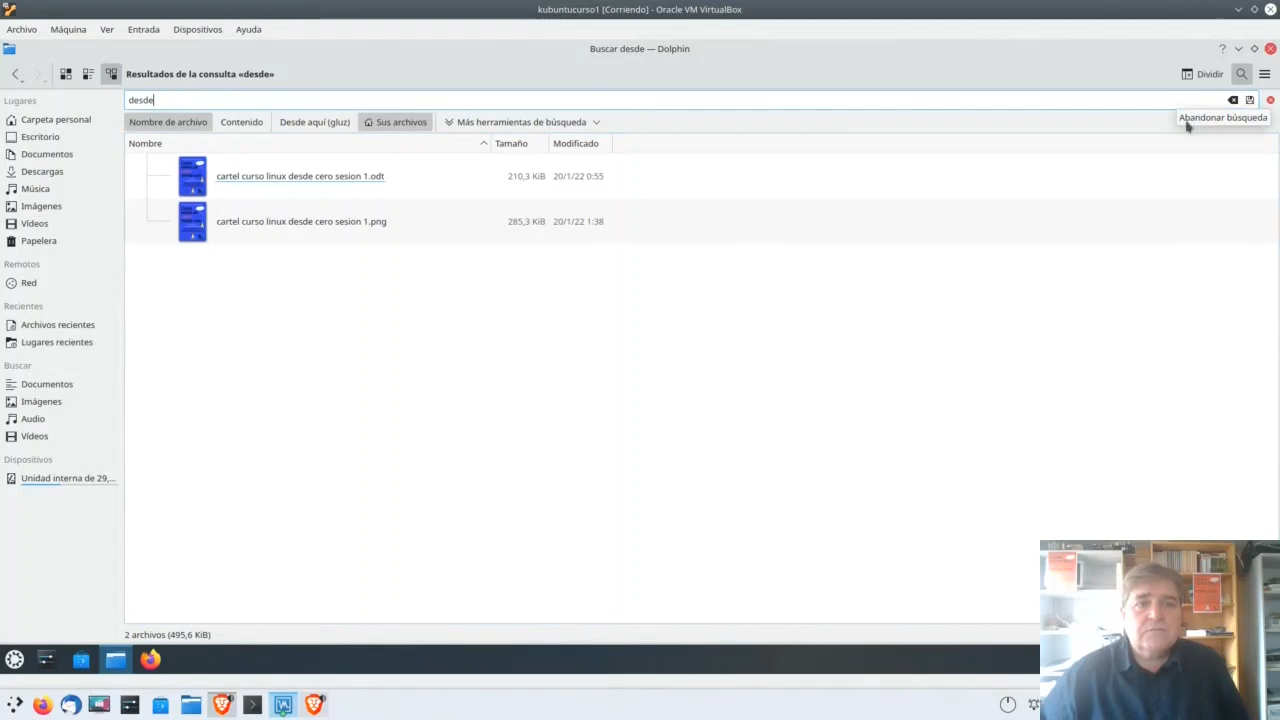 kubuntucurso1 [Corriendo] - Oracle VM VirtualBox
Archivo Máquina Ver Entrada Dispositivos Ayuda
Buscar desde — Dolphin
Resultados de la consulta «desde»
Dividir
Lugares
desde
Abandonar búsqueda
Carpeta personal
Nombre de archivo Contenido Desde aquí (gluz) Sus archivos Más herramientas de búsqueda
Escritorio
Nombre Tamaño Modificado
Documentos
Descargas
cartel curso linux desde cero sesion 1.odt 210,3 KiB 20/1/22 0:55
Música
Imágenes
Vídeos
cartel curso linux desde cero sesion 1.png 285,3 KiB 20/1/22 1:38
Papelera
Remotos
Red
Recientes
Archivos recientes
Lugares recientes
Buscar
Documentos
Imágenes
Audio
Vídeos
Dispositivos
Unidad interna de 29,...
2 archivos (495,6 KiB)